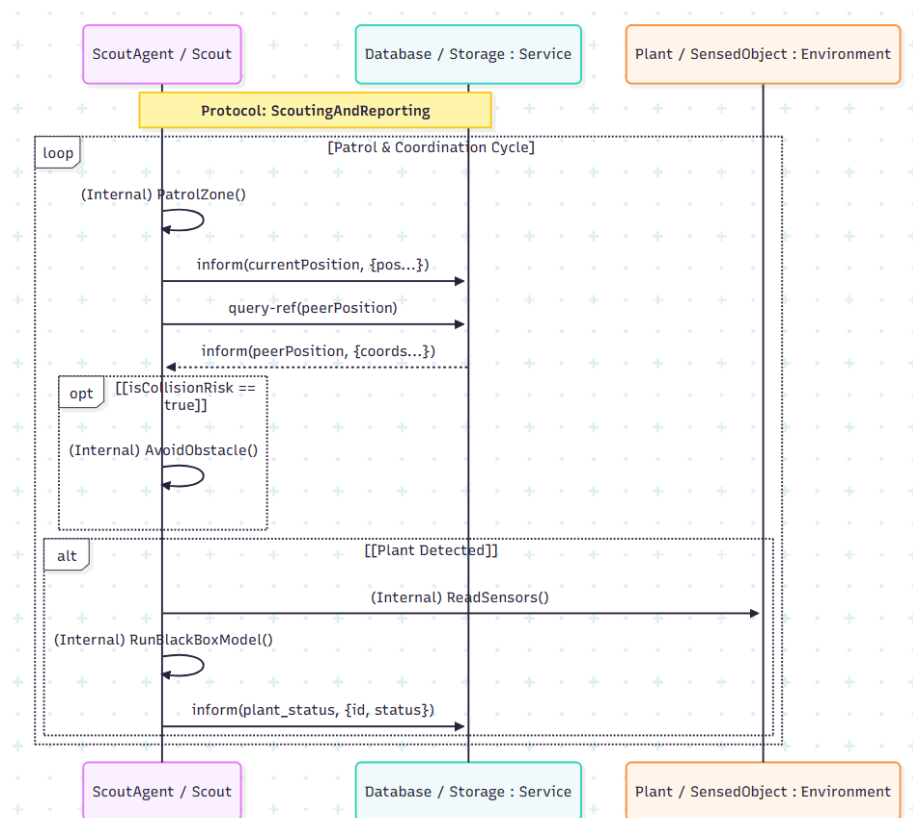 ScoutAgent / Scout
Database / Storage : Service
Plant / SensedObject : Environment
Protocol: ScoutingAndReporting
loop
[Patrol & Coordination Cycle]
(Internal) PatrolZone()
inform(currentPosition, {pos...})
query-ref(peerPosition)
inform(peerPosition, {coords...})
opt
[[isCollisionRisk ==
true]]
(Internal) AvoidObstacle()
alt
[[Plant Detected]]
(Internal) ReadSensors()
(Internal) RunBlackBoxModel()
inform(plant_status, {id, status})
ScoutAgent / Scout
Database / Storage : Service
Plant / SensedObject : Environment